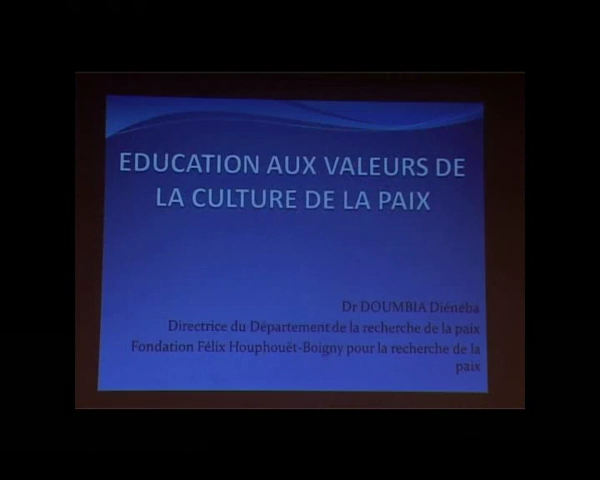 EDUCATION AUX VALEURS DE
LA CULTURE DE LA PAIX
Dr DOUMBIA Diénéba
Directrice du Département de la recherche de la paix
Fondation Félix Houphouët-Boigny pour la recherche de la
paix